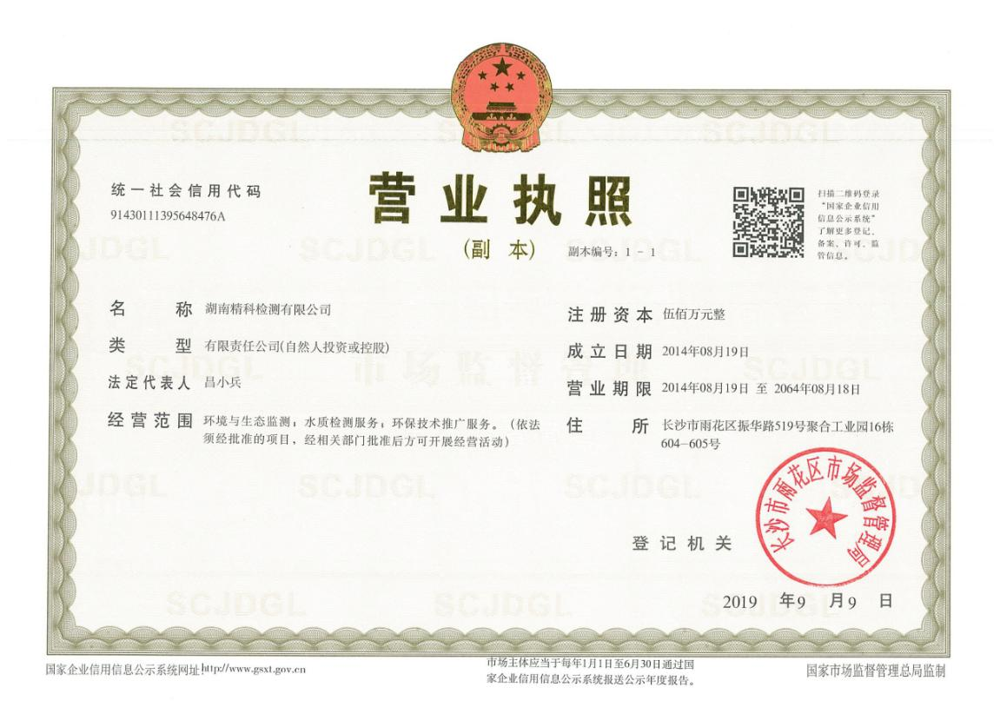 统一社会信用代码
91430111395648476A
营业执照
(副 本)
副本编号：1－1
扫描二维码登录
“国家企业信用
信息公示系统”
了解更多登记、
备案、许可、监
管信息。
名 称 湖南精科检测有限公司
类 型 有限责任公司(自然人投资或控股)
法定代表人 昌小兵
经营范围 环境与生态监测；水质检测服务；环保技术推广服务。（依法
须经批准的项目，经相关部门批准后方可开展经营活动）
注册资本 伍佰万元整
成立日期 2014年08月19日
营业期限 2014年08月19日 至 2064年08月18日
住 所 长沙市雨花区振华路519号聚合工业园16栋
604-605号
登记机关
长沙市雨花区市场监督管理局
2019 年9 月9 日
国家企业信用信息公示系统网址http://www.gsxt.gov.cn
市场主体应当于每年1月1日至6月30日通过国
家企业信用信息公示系统报送公示年度报告。
国家市场监督管理总局监制